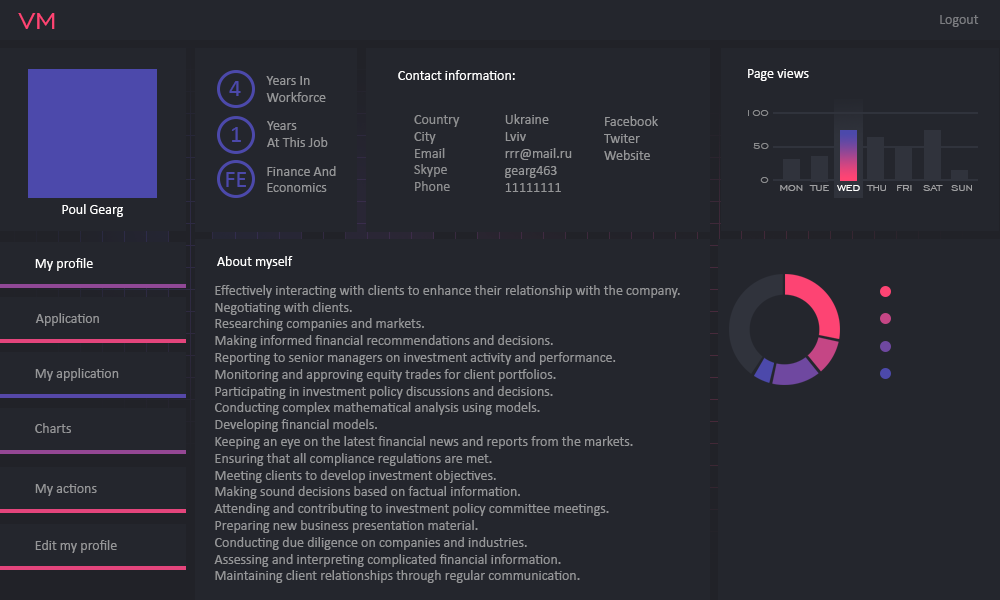 VM
Logout
Poul Gearg
4
Years In
Workforce
1
Years
At This Job
FE
Finance And
Economics
Contact information:
Country Ukraine Facebook
City Lviv Twiter
Email rrr@mail.ru Website
Skype gearg463
Phone 11111111
Page views
100
50
0
MON TUE WED THU FRI SAT SUN
My profile
Application
My application
Charts
My actions
Edit my profile
About myself
Effectively interacting with clients to enhance their relationship with the company.
Negotiating with clients.
Researching companies and markets.
Making informed financial recommendations and decisions.
Reporting to senior managers on investment activity and performance.
Monitoring and approving equity trades for client portfolios.
Participating in investment policy discussions and decisions.
Conducting complex mathematical analysis using models.
Developing financial models.
Keeping an eye on the latest financial news and reports from the markets.
Ensuring that all compliance regulations are met.
Meeting clients to develop investment objectives.
Making sound decisions based on factual information.
Attending and contributing to investment policy committee meetings.
Preparing new business presentation material.
Conducting due diligence on companies and industries.
Assessing and interpreting complicated financial information.
Maintaining client relationships through regular communication.